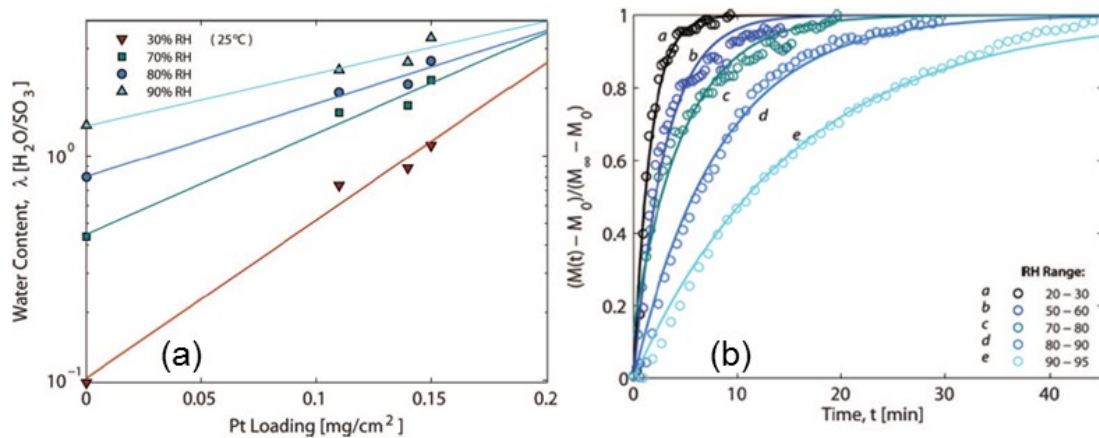 30% RH (25℃)
70% RH
80% RH
90% RH
Water Content, λ [H₂O/SO₃]
10⁰
10⁻¹
(a)
0 0.05 0.1 0.15 0.2
Pt Loading [mg/cm²]
(M(t) – M₀)/(M∞ – M₀)
1
0.8
0.6
0.4
0.2
0
a
b
c
d
e
RH Range:
a 20 – 30
b 50 – 60
c 70 – 80
d 80 – 90
e 90 – 95
(b)
0 10 20 30 40
Time, t [min]